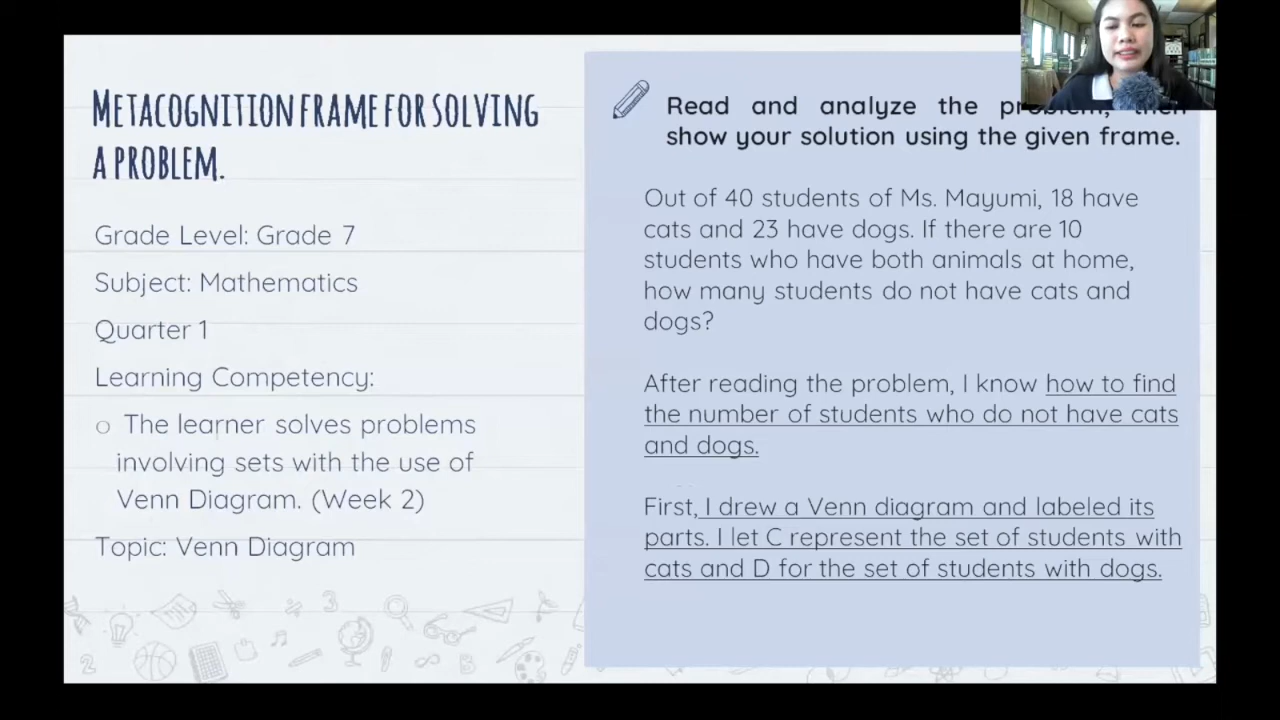 METACOGNITION FRAME FOR SOLVING
A PROBLEM.
Grade Level: Grade 7
Subject: Mathematics
Quarter 1
Learning Competency:
o The learner solves problems
involving sets with the use of
Venn Diagram. (Week 2)
Topic: Venn Diagram
Read and analyze the problem, then
show your solution using the given frame.
Out of 40 students of Ms. Mayumi, 18 have
cats and 23 have dogs. If there are 10
students who have both animals at home,
how many students do not have cats and
dogs?
After reading the problem, I know how to find
the number of students who do not have cats
and dogs.
First, I drew a Venn diagram and labeled its
parts. I let C represent the set of students with
cats and D for the set of students with dogs.